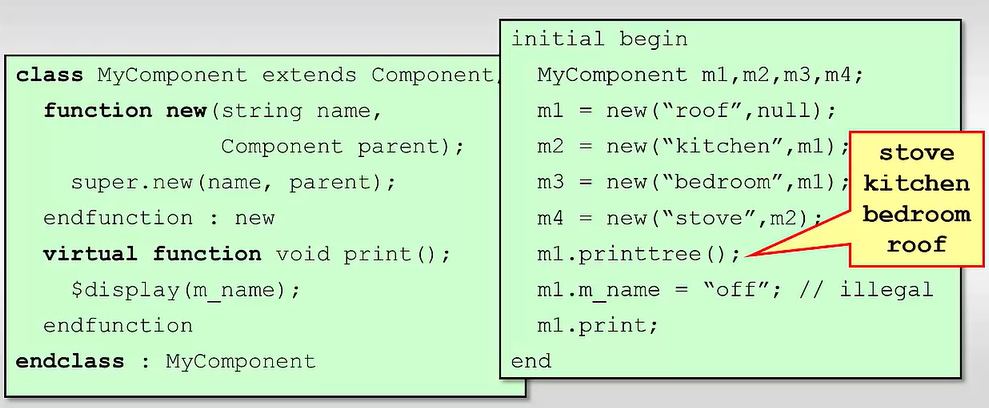 class MyComponent extends Component;
function new(string name,
Component parent);
super.new(name, parent);
endfunction : new
virtual function void print();
$display(m_name);
endfunction
endclass : MyComponent
initial begin
MyComponent m1,m2,m3,m4;
m1 = new(“roof”,null);
m2 = new(“kitchen”,m1);
m3 = new(“bedroom”,m1);
m4 = new(“stove”,m2);
m1.printtree();
m1.m_name = “off”; // illegal
m1.print;
end
stove
kitchen
bedroom
roof